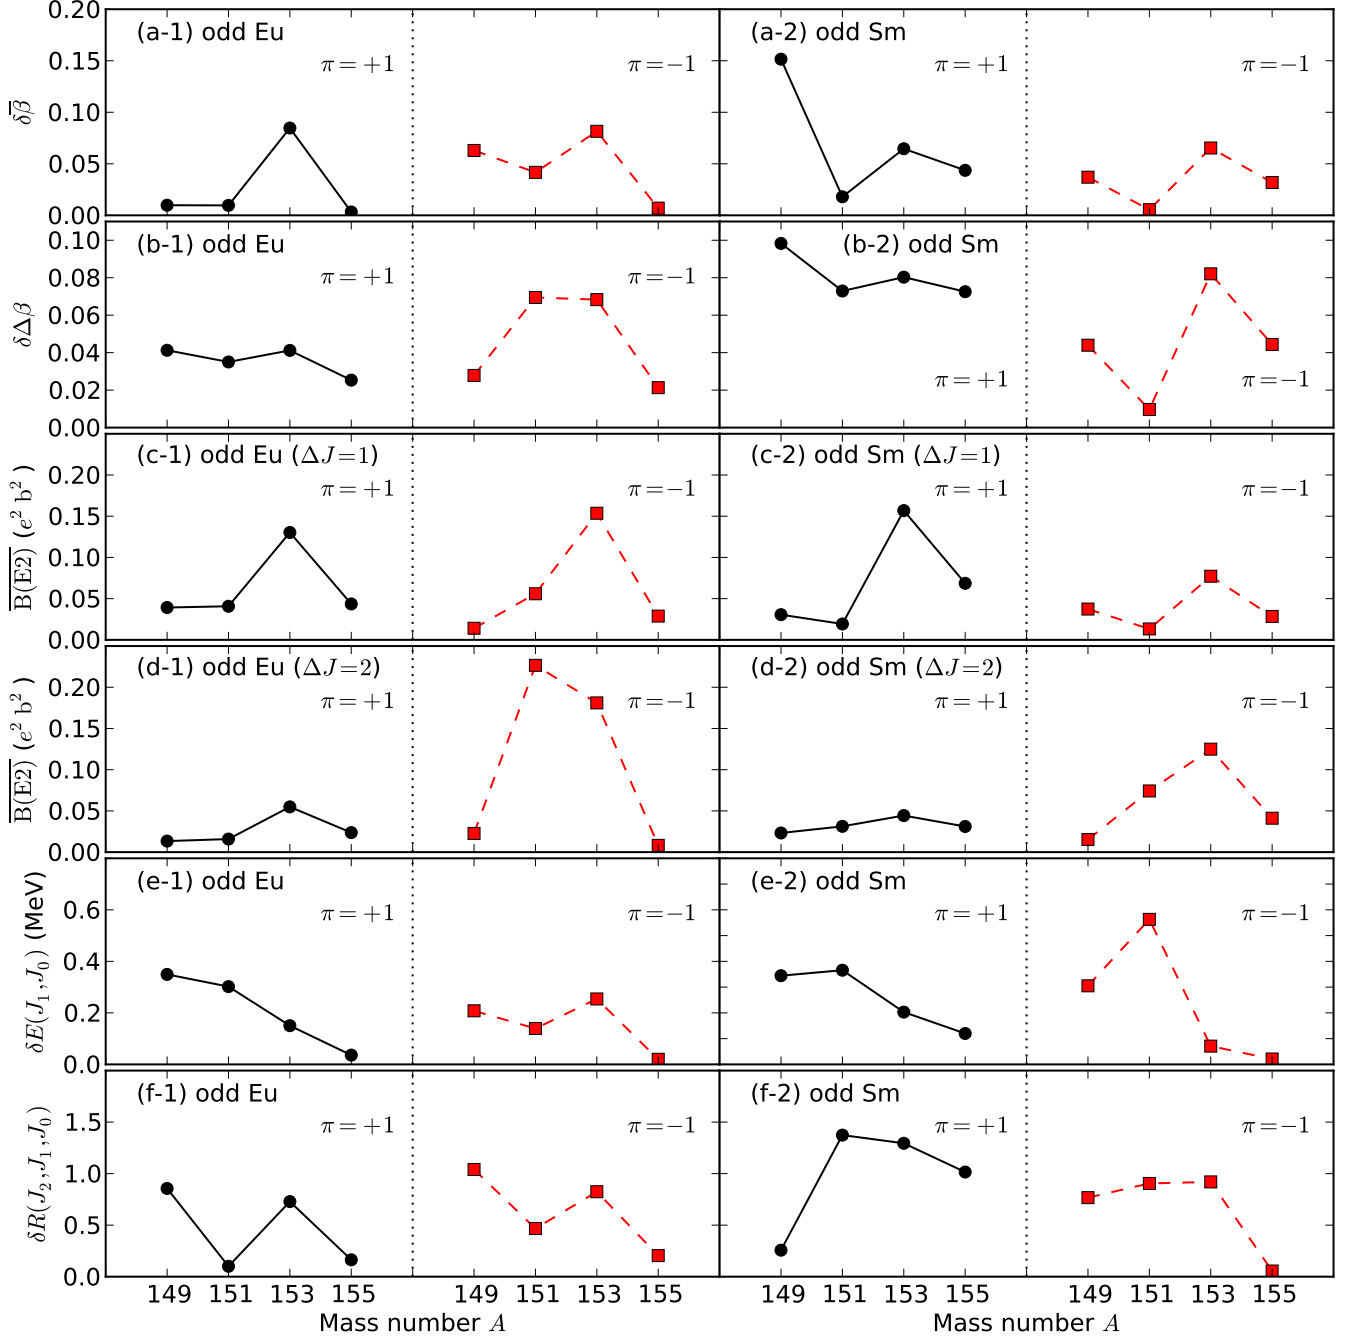 0.20
0.15
0.10
0.05
0.00
δβ̅
(a-1) odd Eu
π=+1
π=−1
(a-2) odd Sm
π=+1
π=−1
0.10
0.08
0.06
0.04
0.02
0.00
δΔβ
(b-1) odd Eu
π=+1
π=−1
(b-2) odd Sm
π=+1
π=−1
0.20
0.15
0.10
0.05
0.00
B(E2) (e² b²)
(c-1) odd Eu (ΔJ=1)
π=+1
π=−1
(c-2) odd Sm (ΔJ=1)
π=+1
π=−1
0.20
0.15
0.10
0.05
0.00
B(E2) (e² b²)
(d-1) odd Eu (ΔJ=2)
π=+1
π=−1
(d-2) odd Sm (ΔJ=2)
π=+1
π=−1
0.6
0.4
0.2
0.0
δE(J₁,J₀) (MeV)
(e-1) odd Eu
π=+1
π=−1
(e-2) odd Sm
π=+1
π=−1
1.5
1.0
0.5
0.0
δR(J₂,J₁,J₀)
(f-1) odd Eu
π=+1
π=−1
(f-2) odd Sm
π=+1
π=−1
149 151 153 155 149 151 153 155 149 151 153 155 149 151 153 155
Mass number A
Mass number A